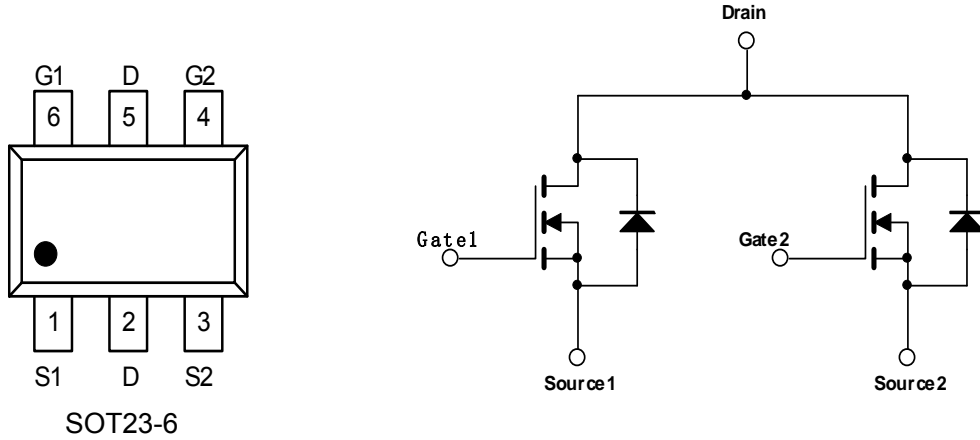 G1 D G2
6 5 4
1 2 3
S1 D S2
SOT23-6
Drain
Gate1
Gate2
Source1
Source2